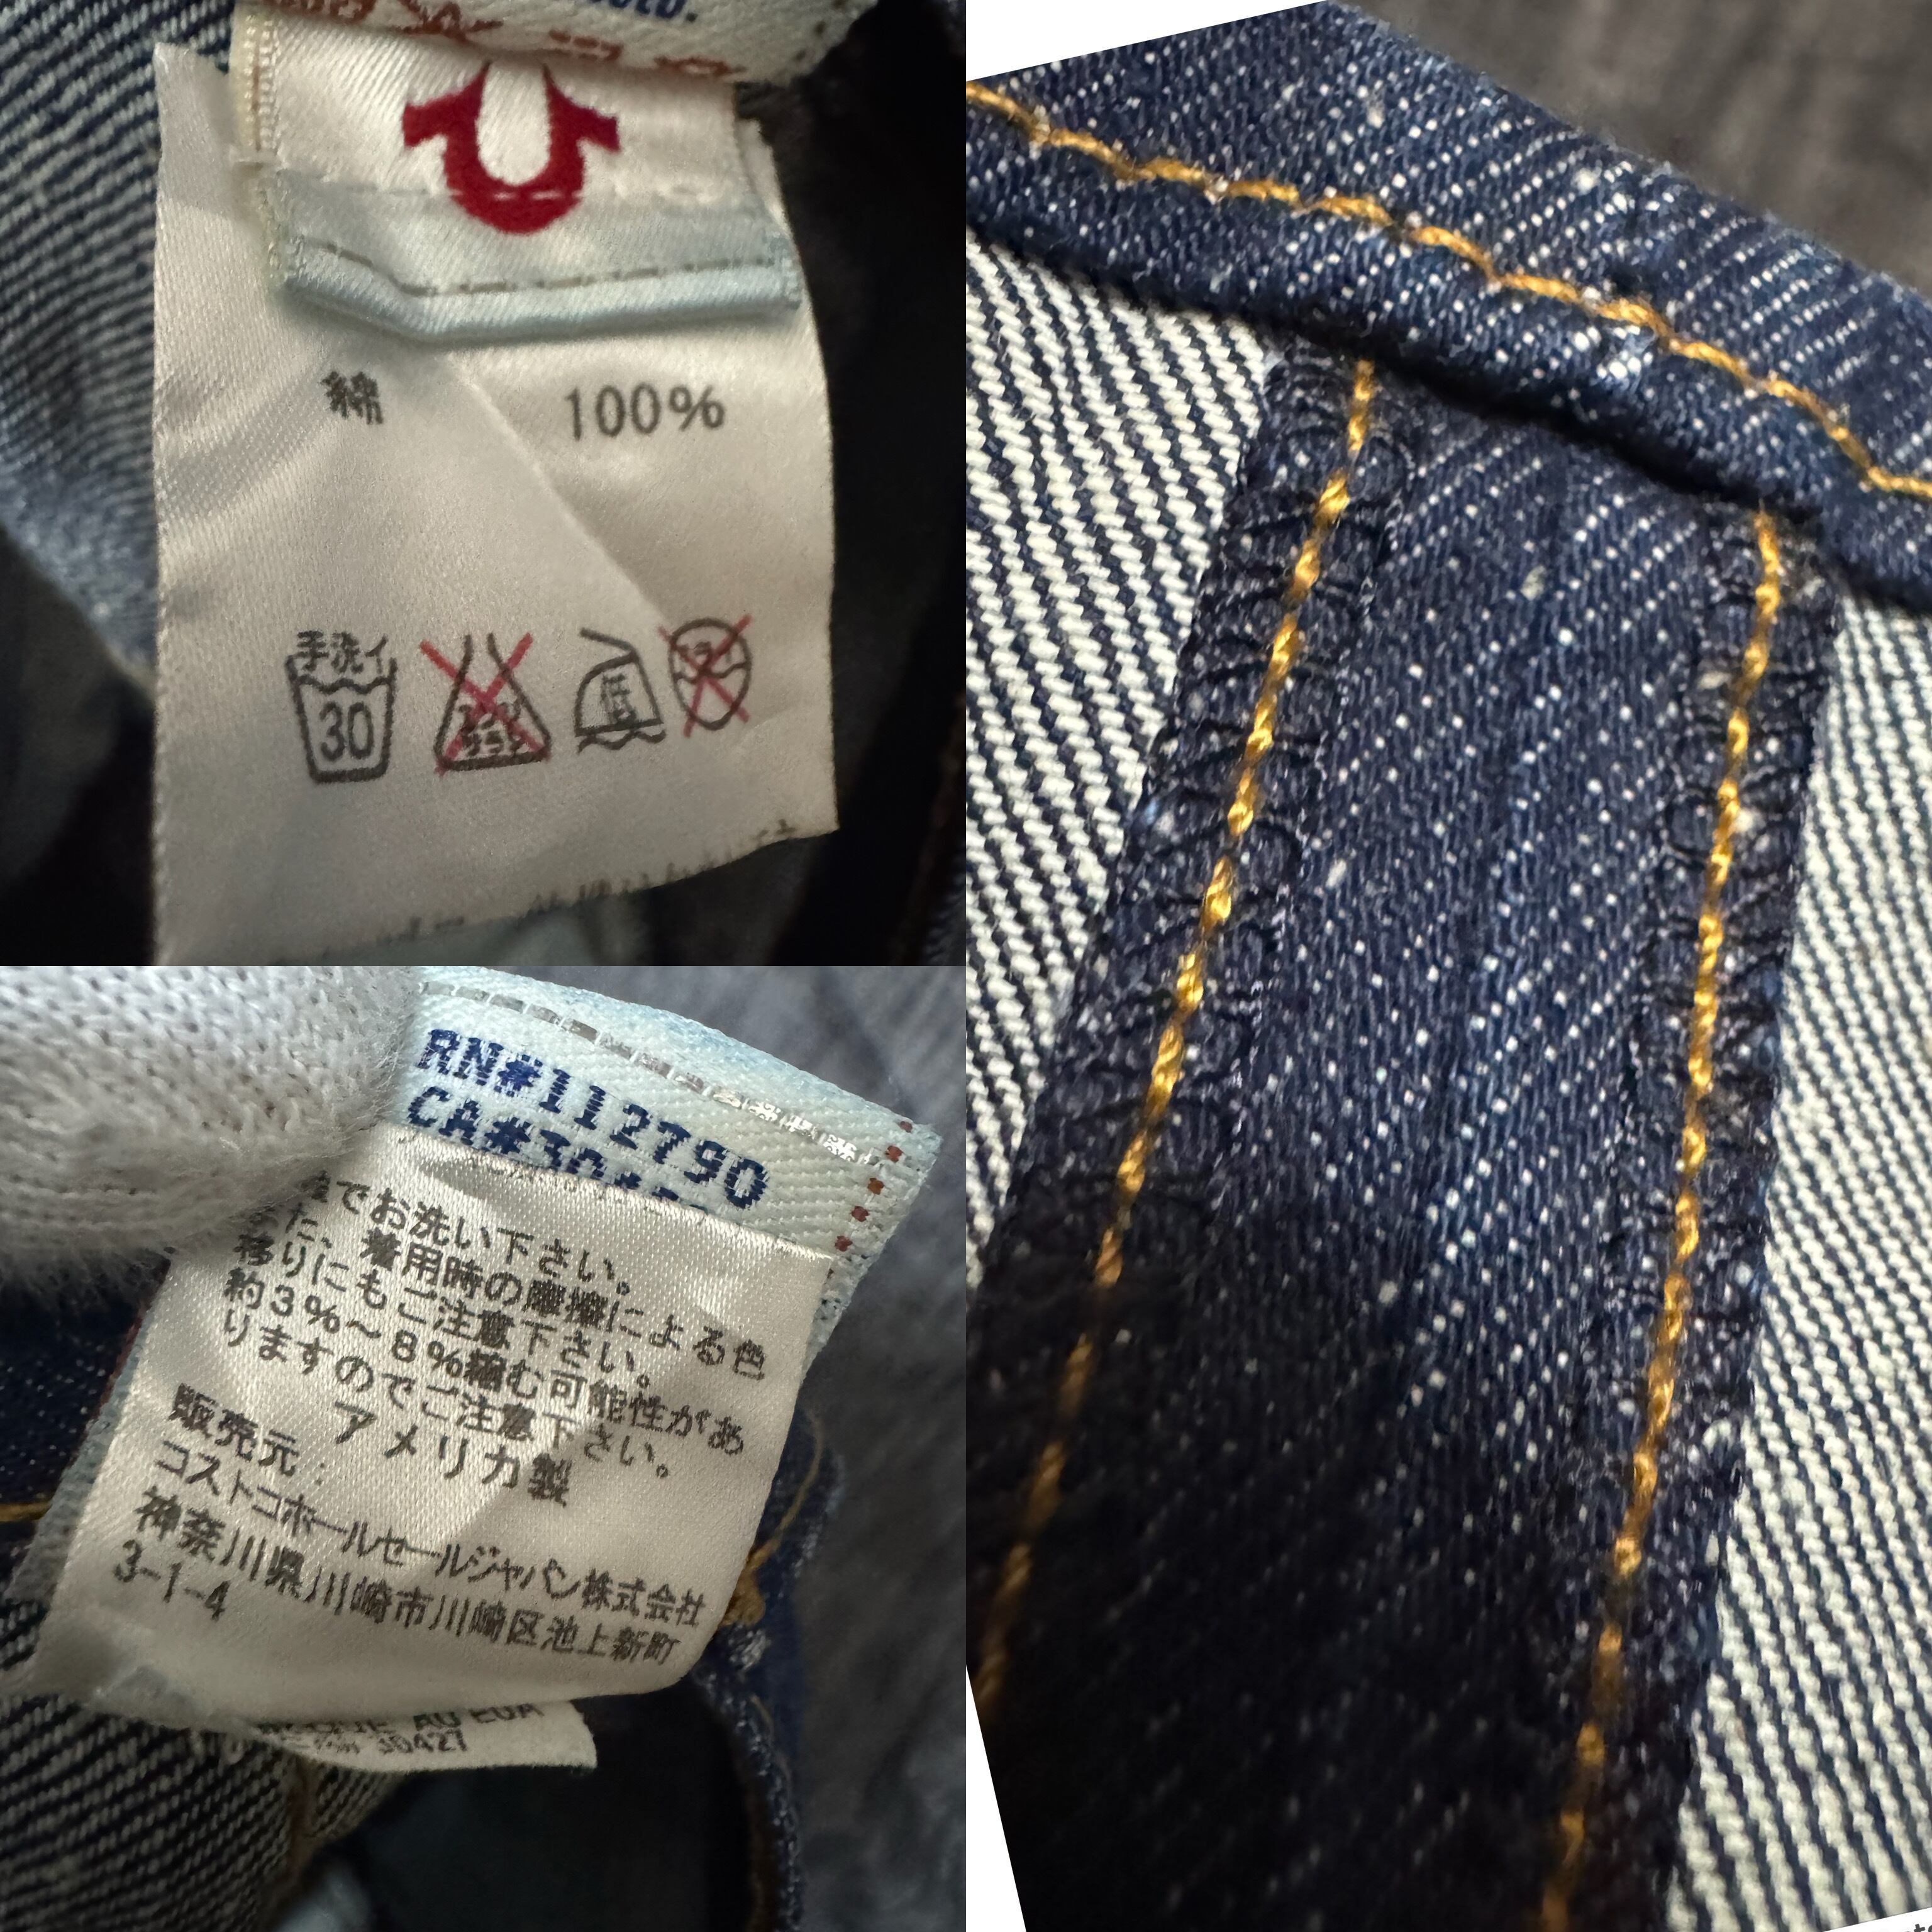 綿 100%
手洗イ
30
低
RN#112790
でお洗い下さい。
た、着用時の摩擦による色
移りにもご注意下さい。
約3%~8%縮む可能性があ
りますのでご注意下さい。
アメリカ製
販売元:
コストコホールセールジャパン株式会社
神奈川県川崎市川崎区池上新町
3-1-4
AU EUA
30427